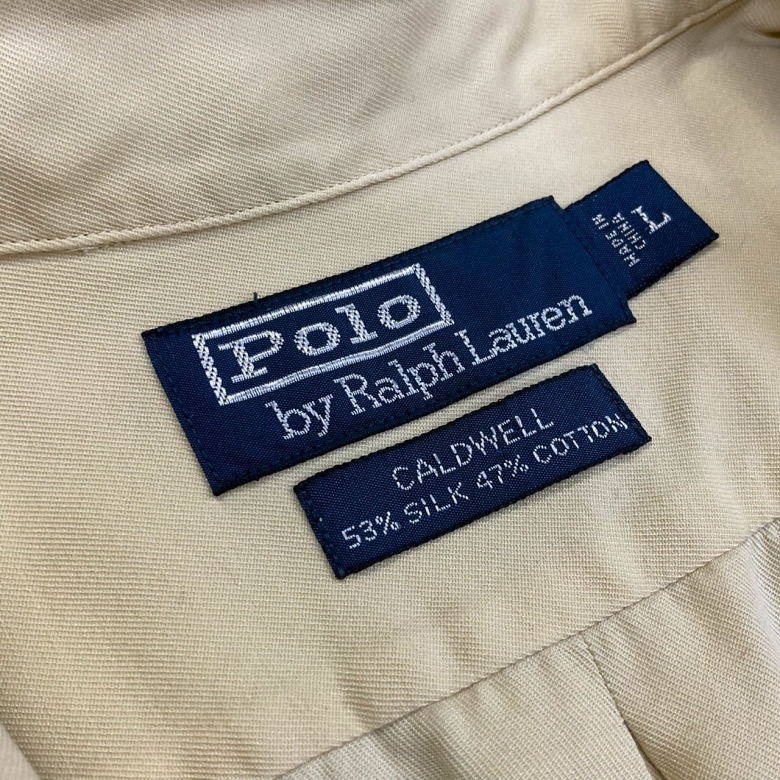 Polo
by Ralph Lauren
MADE IN
CHINA
L
CALDWELL
53% SILK 47% COTTON